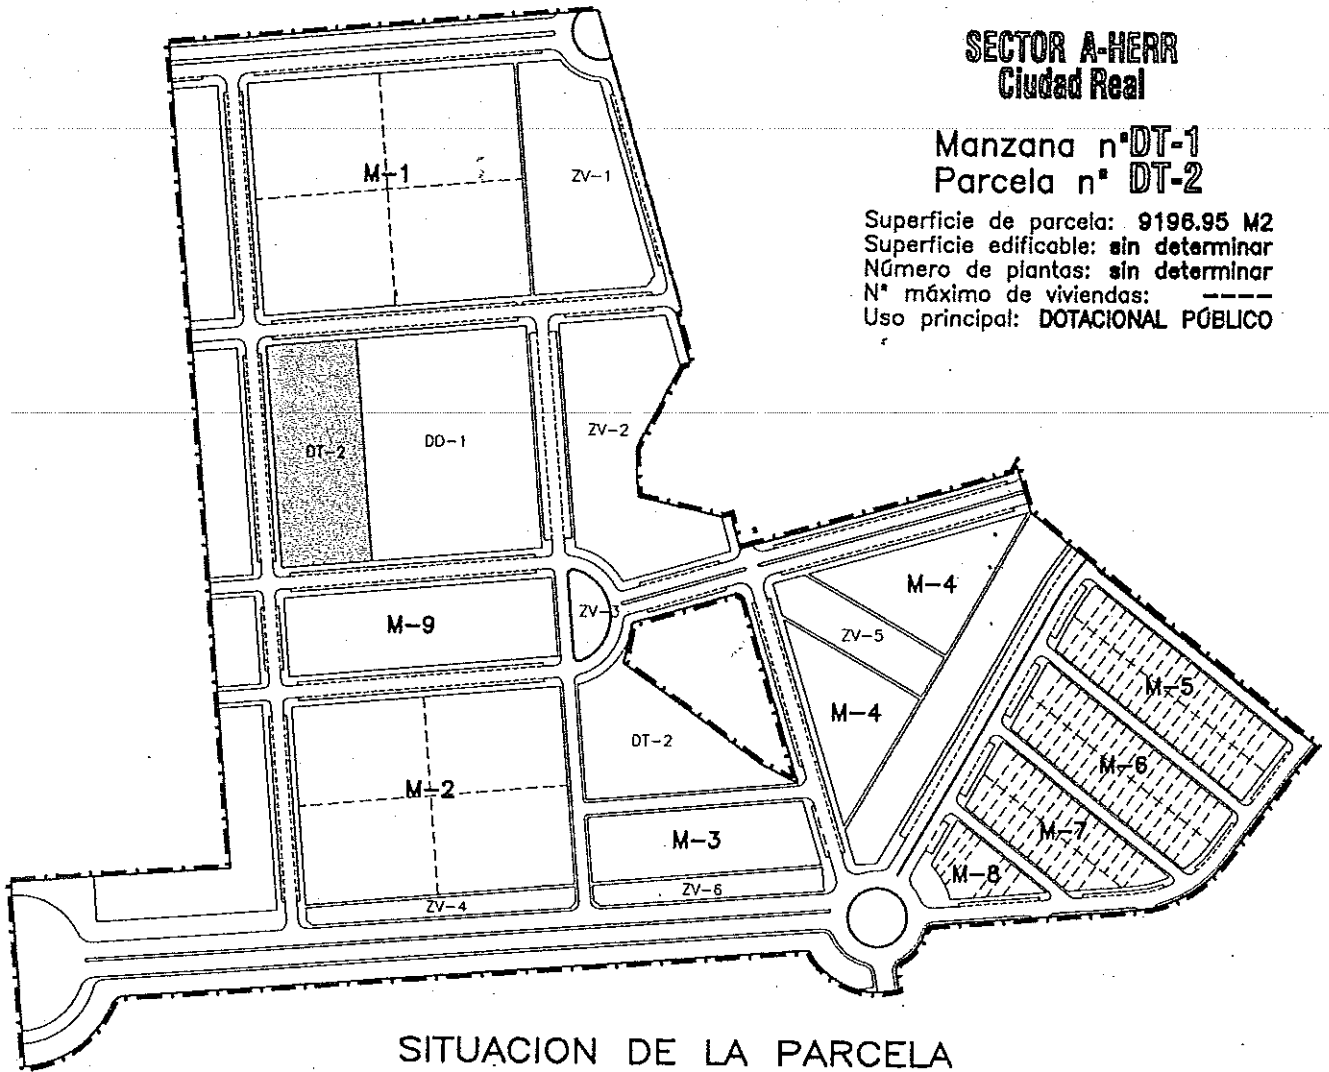 SECTOR A-HERR
Ciudad Real
Manzana nº DT-1
Parcela nº DT-2
Superficie de parcela: 9196.95 M2
Superficie edificable: sin determinar
Número de plantas: sin determinar
Nº máximo de viviendas: ----
Uso principal: DOTACIONAL PÚBLICO
M-1
ZV-1
DT-2
DD-1
ZV-2
M-4
M-9
ZV-3
ZV-5
M-5
M-4
DT-2
M-6
M-2
M-7
M-3
M-8
ZV-6
ZV-4
SITUACION DE LA PARCELA